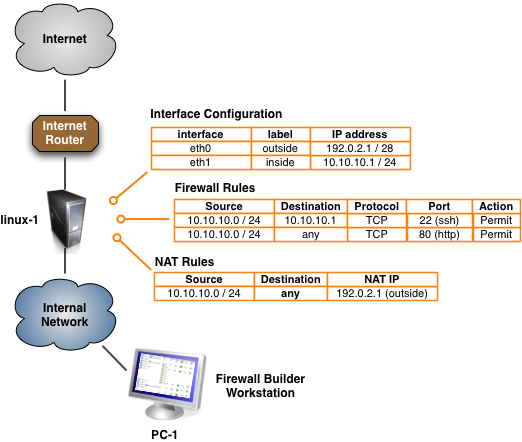 Internet
Internet
Router
Interface Configuration
interface label IP address
eth0 outside 192.0.2.1 / 28
eth1 inside 10.10.10.1 / 24
linux-1
Firewall Rules
Source Destination Protocol Port Action
10.10.10.0 / 24 10.10.10.1 TCP 22 (ssh) Permit
10.10.10.0 / 24 any TCP 80 (http) Permit
NAT Rules
Source Destination NAT IP
10.10.10.0 / 24 any 192.0.2.1 (outside)
Internal
Network
Firewall Builder
Workstation
PC-1